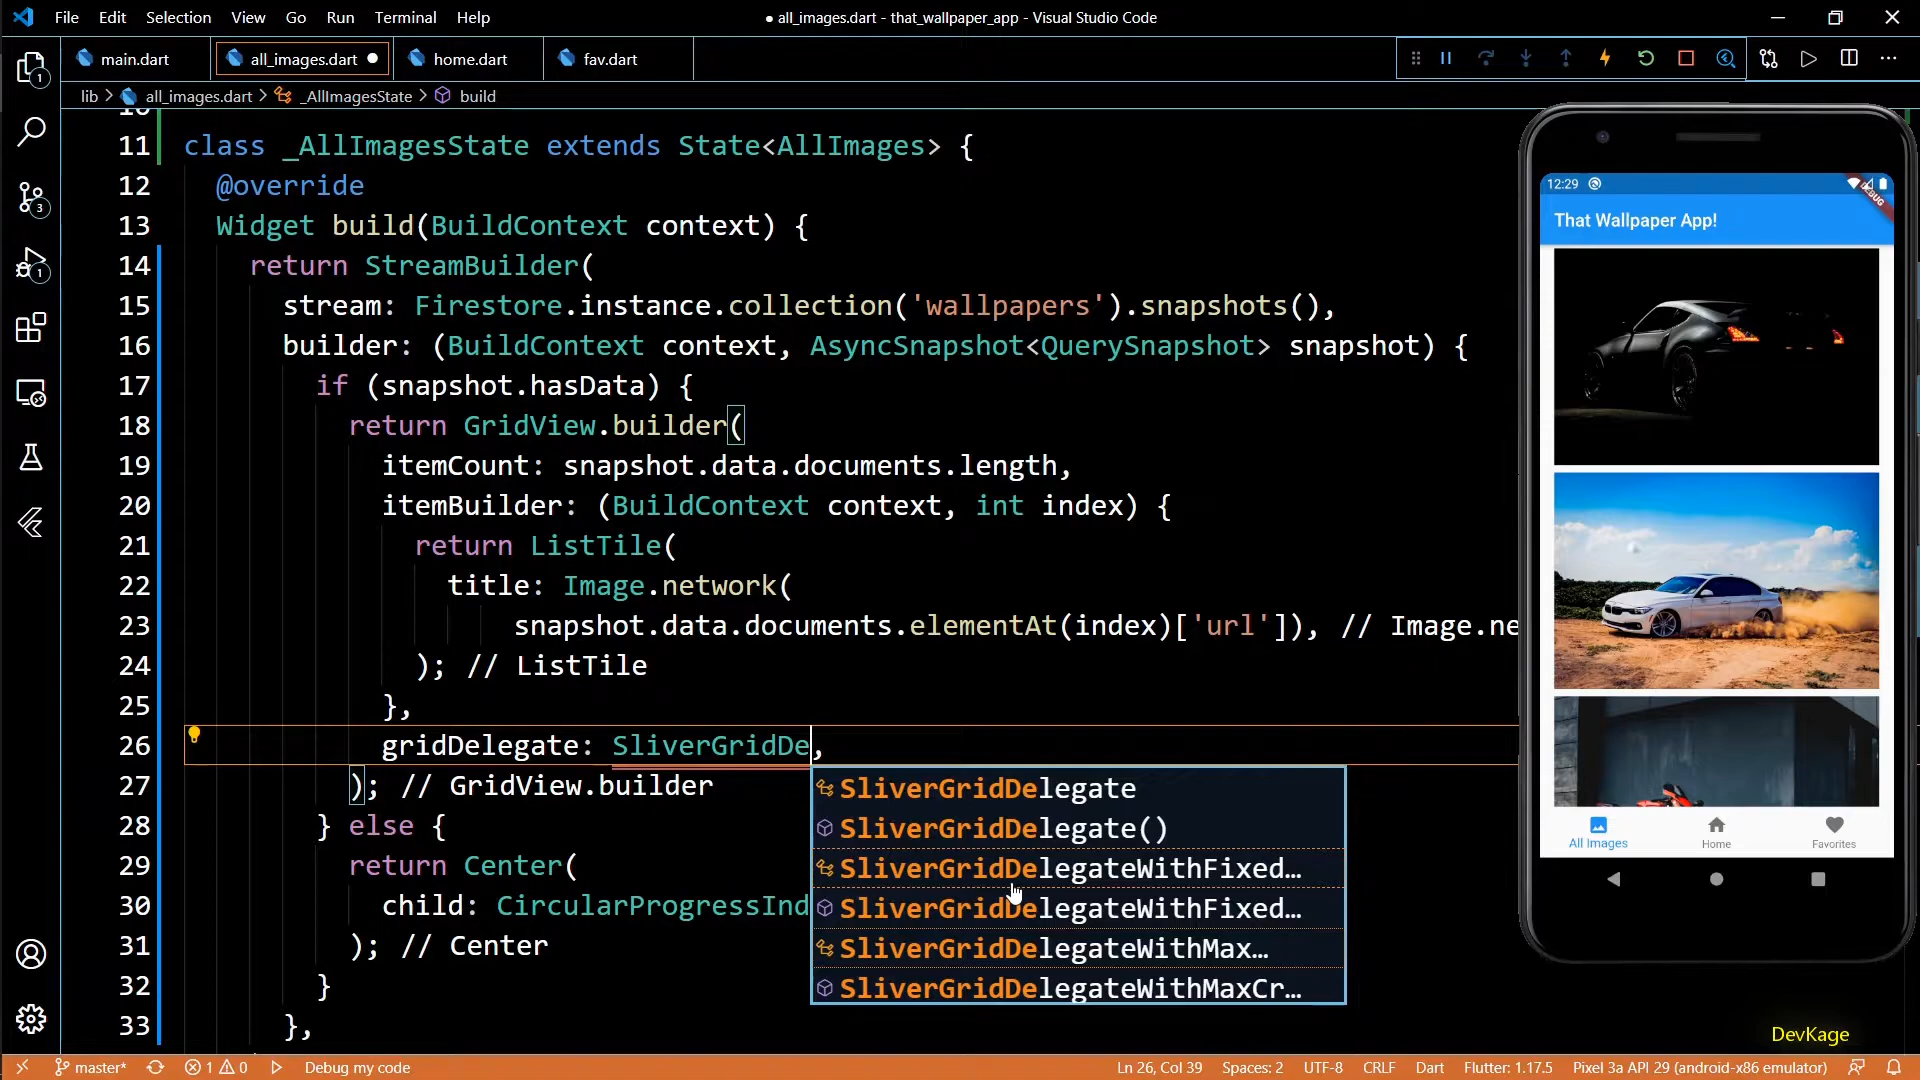 File Edit Selection View Go Run Terminal Help
● all_images.dart - that_wallpaper_app - Visual Studio Code
main.dart
all_images.dart ●
home.dart
fav.dart
lib > all_images.dart > _AllImagesState > build
11 class _AllImagesState extends State<AllImages> {
12 @override
13 Widget build(BuildContext context) {
14 return StreamBuilder(
15 stream: Firestore.instance.collection('wallpapers').snapshots(),
16 builder: (BuildContext context, AsyncSnapshot<QuerySnapshot> snapshot) {
17 if (snapshot.hasData) {
18 return GridView.builder(
19 itemCount: snapshot.data.documents.length,
20 itemBuilder: (BuildContext context, int index) {
21 return ListTile(
22 title: Image.network(
23 snapshot.data.documents.elementAt(index)['url']), // Image.ne
24 ); // ListTile
25 },
26 gridDelegate: SliverGridDe,
27 ); // GridView.builder
28 } else {
29 return Center(
30 child: CircularProgressInd
31 ); // Center
32 }
33 },
SliverGridDelegate
SliverGridDelegate()
SliverGridDelegateWithFixed…
SliverGridDelegateWithFixed…
SliverGridDelegateWithMax…
SliverGridDelegateWithMaxCr…
1
3
1
12:29
DEBUG
That Wallpaper App!
All Images
Home
Favorites
DevKage
master*
1 0
Debug my code
Ln 26, Col 39
Spaces: 2
UTF-8
CRLF
Dart
Flutter: 1.17.5
Pixel 3a API 29 (android-x86 emulator)